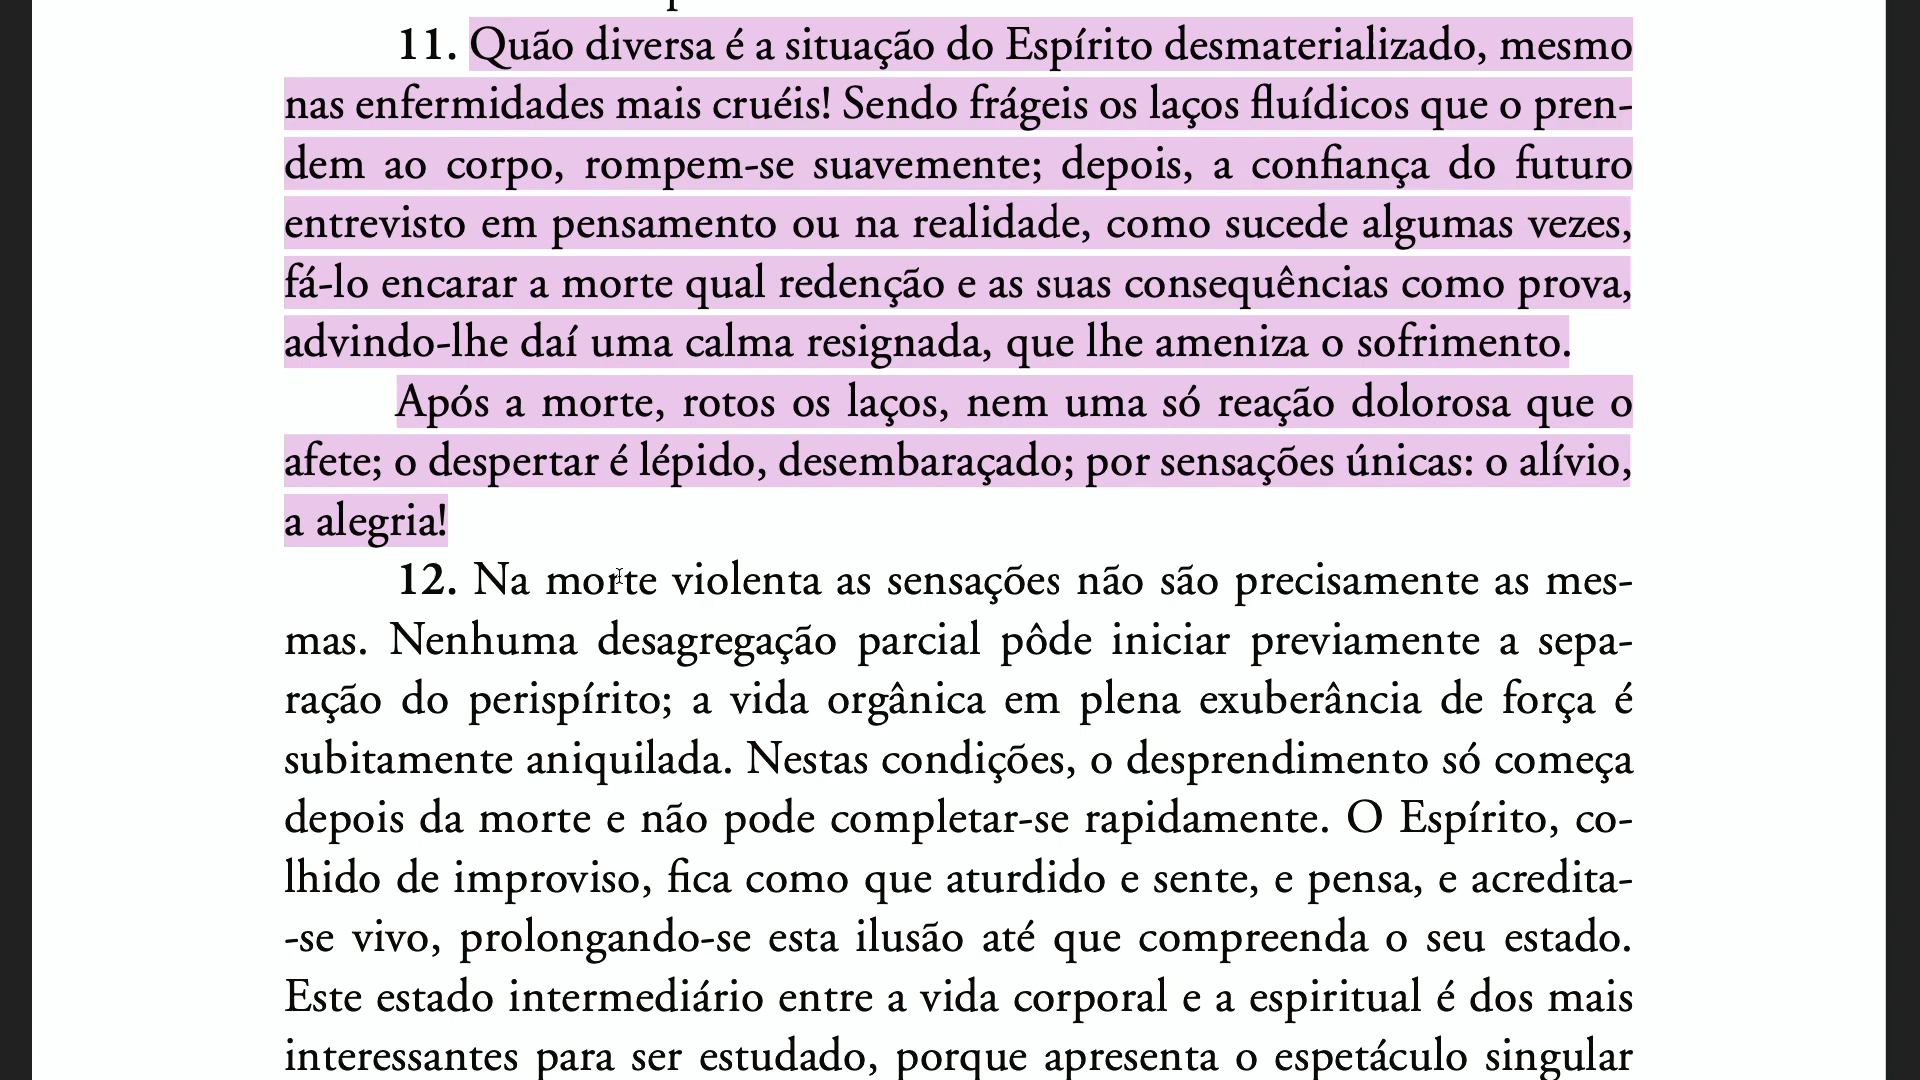 11. Quão diversa é a situação do Espírito desmaterializado, mesmo
nas enfermidades mais cruéis! Sendo frágeis os laços fluídicos que o pren-
dem ao corpo, rompem-se suavemente; depois, a confiança do futuro
entrevisto em pensamento ou na realidade, como sucede algumas vezes,
fá-lo encarar a morte qual redenção e as suas consequências como prova,
advindo-lhe daí uma calma resignada, que lhe ameniza o sofrimento.
Após a morte, rotos os laços, nem uma só reação dolorosa que o
afete; o despertar é lépido, desembaraçado; por sensações únicas: o alívio,
a alegria!
12. Na morte violenta as sensações não são precisamente as mes-
mas. Nenhuma desagregação parcial pôde iniciar previamente a sepa-
ração do perispírito; a vida orgânica em plena exuberância de força é
subitamente aniquilada. Nestas condições, o desprendimento só começa
depois da morte e não pode completar-se rapidamente. O Espírito, co-
lhido de improviso, fica como que aturdido e sente, e pensa, e acredita-
-se vivo, prolongando-se esta ilusão até que compreenda o seu estado.
Este estado intermediário entre a vida corporal e a espiritual é dos mais
interessantes para ser estudado, porque apresenta o espetáculo singular